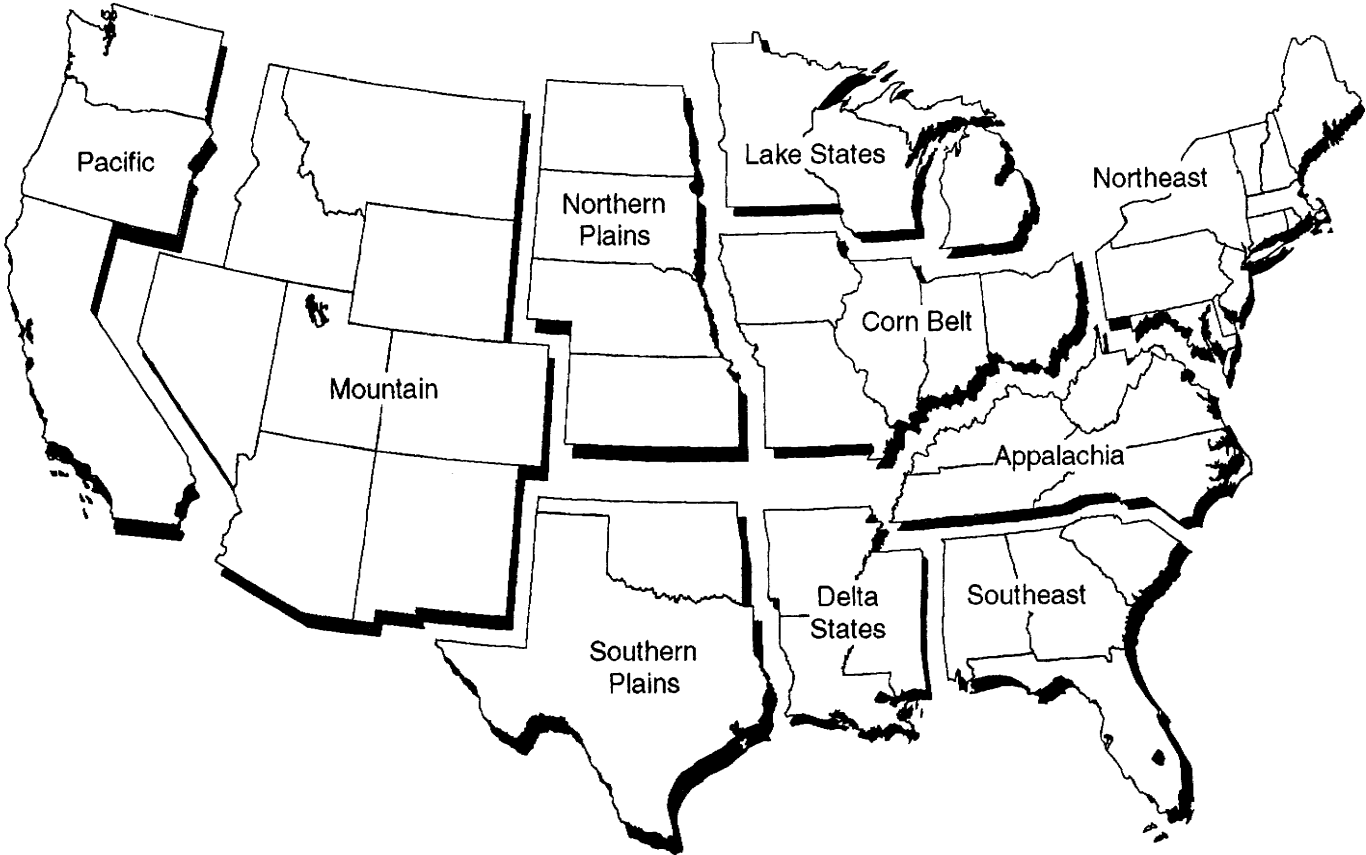 Pacific
Mountain
Northern
Plains
Lake States
Corn Belt
Northeast
Appalachia
Southern
Plains
Delta
States
Southeast